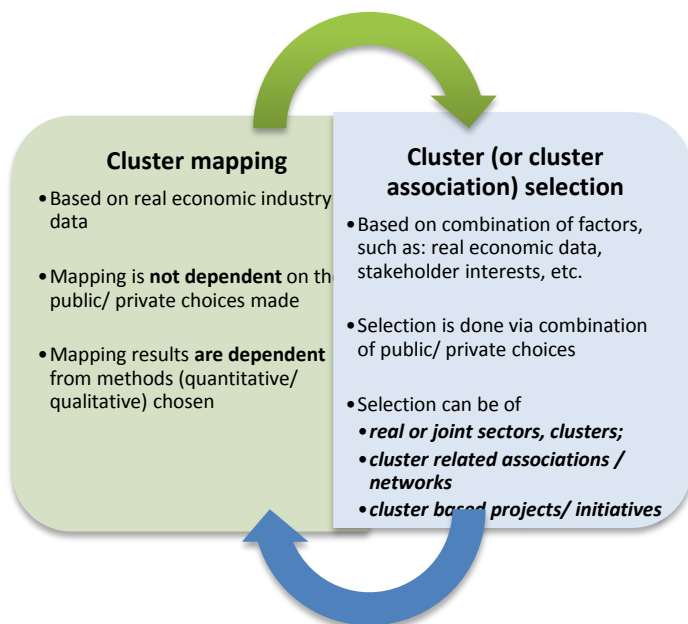 Cluster mapping
•Based on real economic industry
data
•Mapping is not dependent on th
public/ private choices made
•Mapping results are dependent
from methods (quantitative/
qualitative) chosen
Cluster (or cluster
association) selection
•Based on combination of factors,
such as: real economic data,
stakeholder interests, etc.
•Selection is done via combination
of public/ private choices
•Selection can be of
•real or joint sectors, clusters;
•cluster related associations /
networks
•cluster based projects/ initiatives